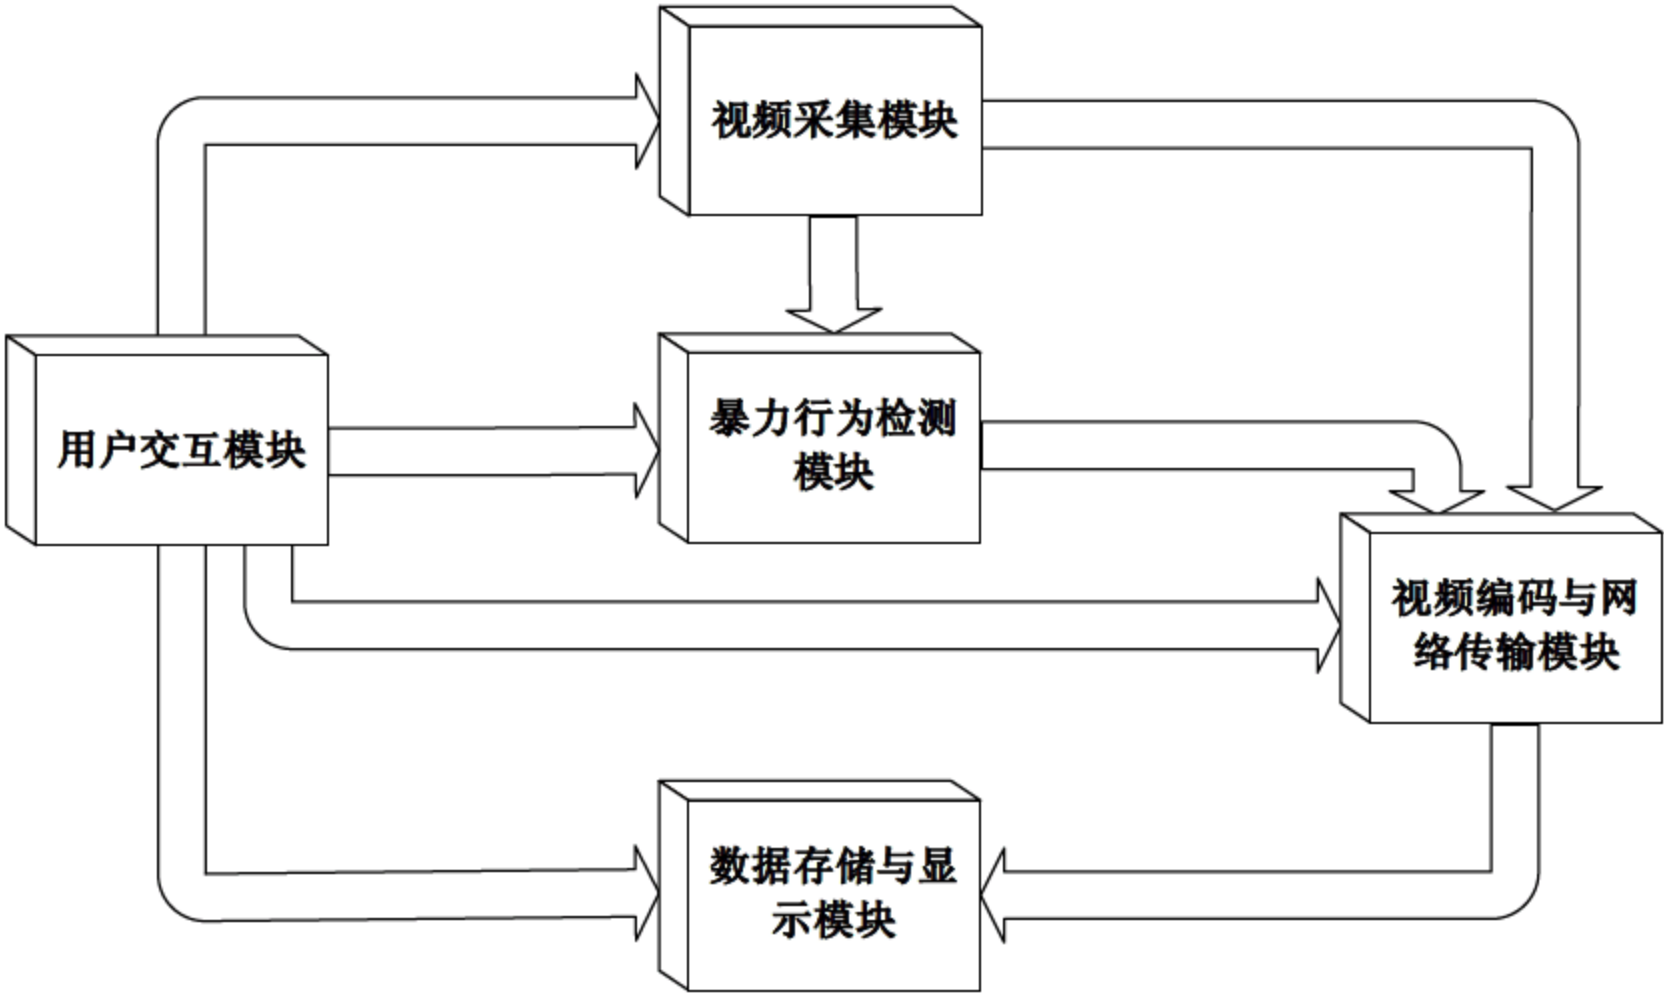 视频采集模块
用户交互模块
暴力行为检测
模块
视频编码与网
络传输模块
数据存储与显
示模块